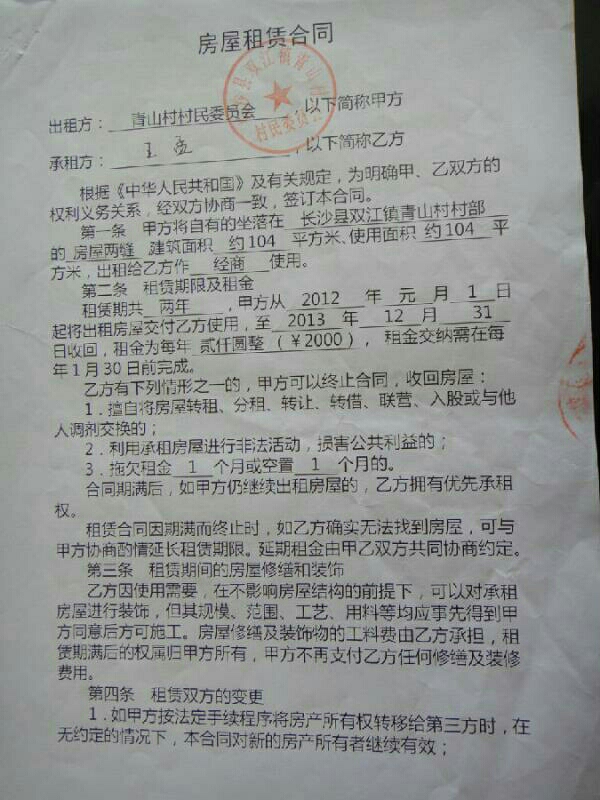 房屋租赁合同
出租方：青山村村民委员会，以下简称甲方
承租方：王，以下简称乙方
根据《中华人民共和国》及有关规定，为明确甲、乙双方的
权利义务关系，经双方协商一致，签订本合同。
第一条 甲方将自有的坐落在 长沙县双江镇青山村村部
的 房屋两缝 建筑面积 约104 平方米、使用面积 约104 平
方米，出租给乙方作 经商 使用。
第二条 租赁期限及租金
租赁期共 两年 ，甲方从 2012 年 元 月 1 日
起将出租房屋交付乙方使用，至 2013 年 12 月 31
日收回，租金为每年 贰仟圆整（￥2000），租金交纳需在每
年1月30日前完成。
乙方有下列情形之一的，甲方可以终止合同，收回房屋：
1．擅自将房屋转租、分租、转让、转借、联营、入股或与他
人调剂交换的；
2．利用承租房屋进行非法活动，损害公共利益的；
3．拖欠租金 1 个月或空置 1 个月的。
合同期满后，如甲方仍继续出租房屋的，乙方拥有优先承租
权。
租赁合同因期满而终止时，如乙方确实无法找到房屋，可与
甲方协商酌情延长租赁期限。延期租金由甲乙双方共同协商约定。
第三条 租赁期间的房屋修缮和装饰
乙方因使用需要，在不影响房屋结构的前提下，可以对承租
房屋进行装饰，但其规模、范围、工艺、用料等均应事先得到甲
方同意后方可施工。房屋修缮及装饰物的工料费由乙方承担，租
赁期满后的权属归甲方所有，甲方不再支付乙方任何修缮及装修
费用。
第四条 租赁双方的变更
1．如甲方按法定手续程序将房产所有权转移给第三方时，在
无约定的情况下，本合同对新的房产所有者继续有效；
县双江镇青山村
村民委员会